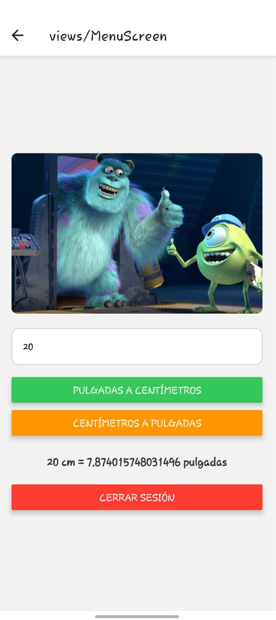 views/MenuScreen
20
PULGADAS A CENTÍMETROS
CENTÍMETROS A PULGADAS
20 cm = 7.874015748031496 pulgadas
CERRAR SESIÓN